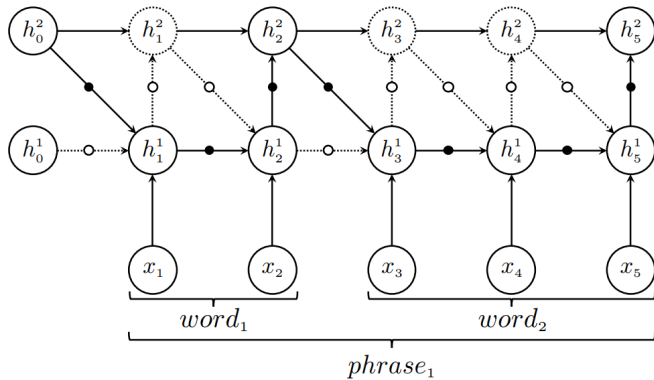 h_0^2 h_1^2 h_2^2 h_3^2 h_4^2 h_5^2
h_0^1 h_1^1 h_2^1 h_3^1 h_4^1 h_5^1
x_1 x_2 x_3 x_4 x_5
word_1 word_2
phrase_1